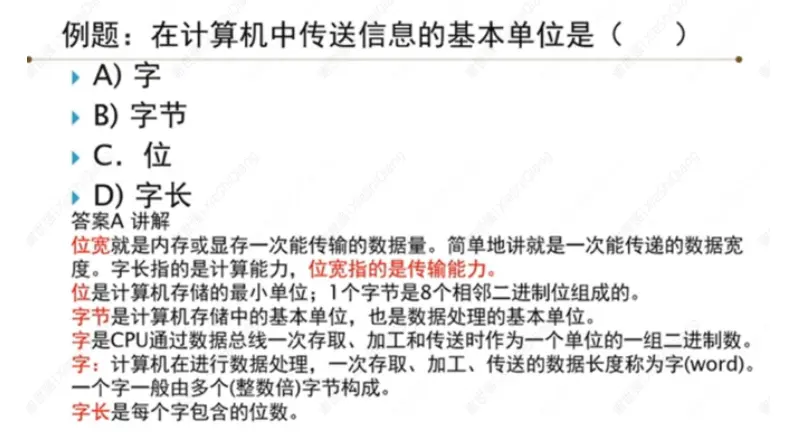 例题：在计算机中传送信息的基本单位是（ ）
A) 字
B) 字节
C. 位
D) 字长
答案A 讲解
位宽就是内存或显存一次能传输的数据量。简单地讲就是一次能传递的数据宽
度。字长指的是计算能力，位宽指的是传输能力。
位是计算机存储的最小单位；1个字节是8个相邻二进制位组成的。
字节是计算机存储中的基本单位，也是数据处理的基本单位。
字是CPU通过数据总线一次存取、加工和传送时作为一个单位的一组二进制数。
字：计算机在进行数据处理，一次存取、加工、传送的数据长度称为字(word)。
一个字一般由多个(整数倍)字节构成。
字长是每个字包含的位数。